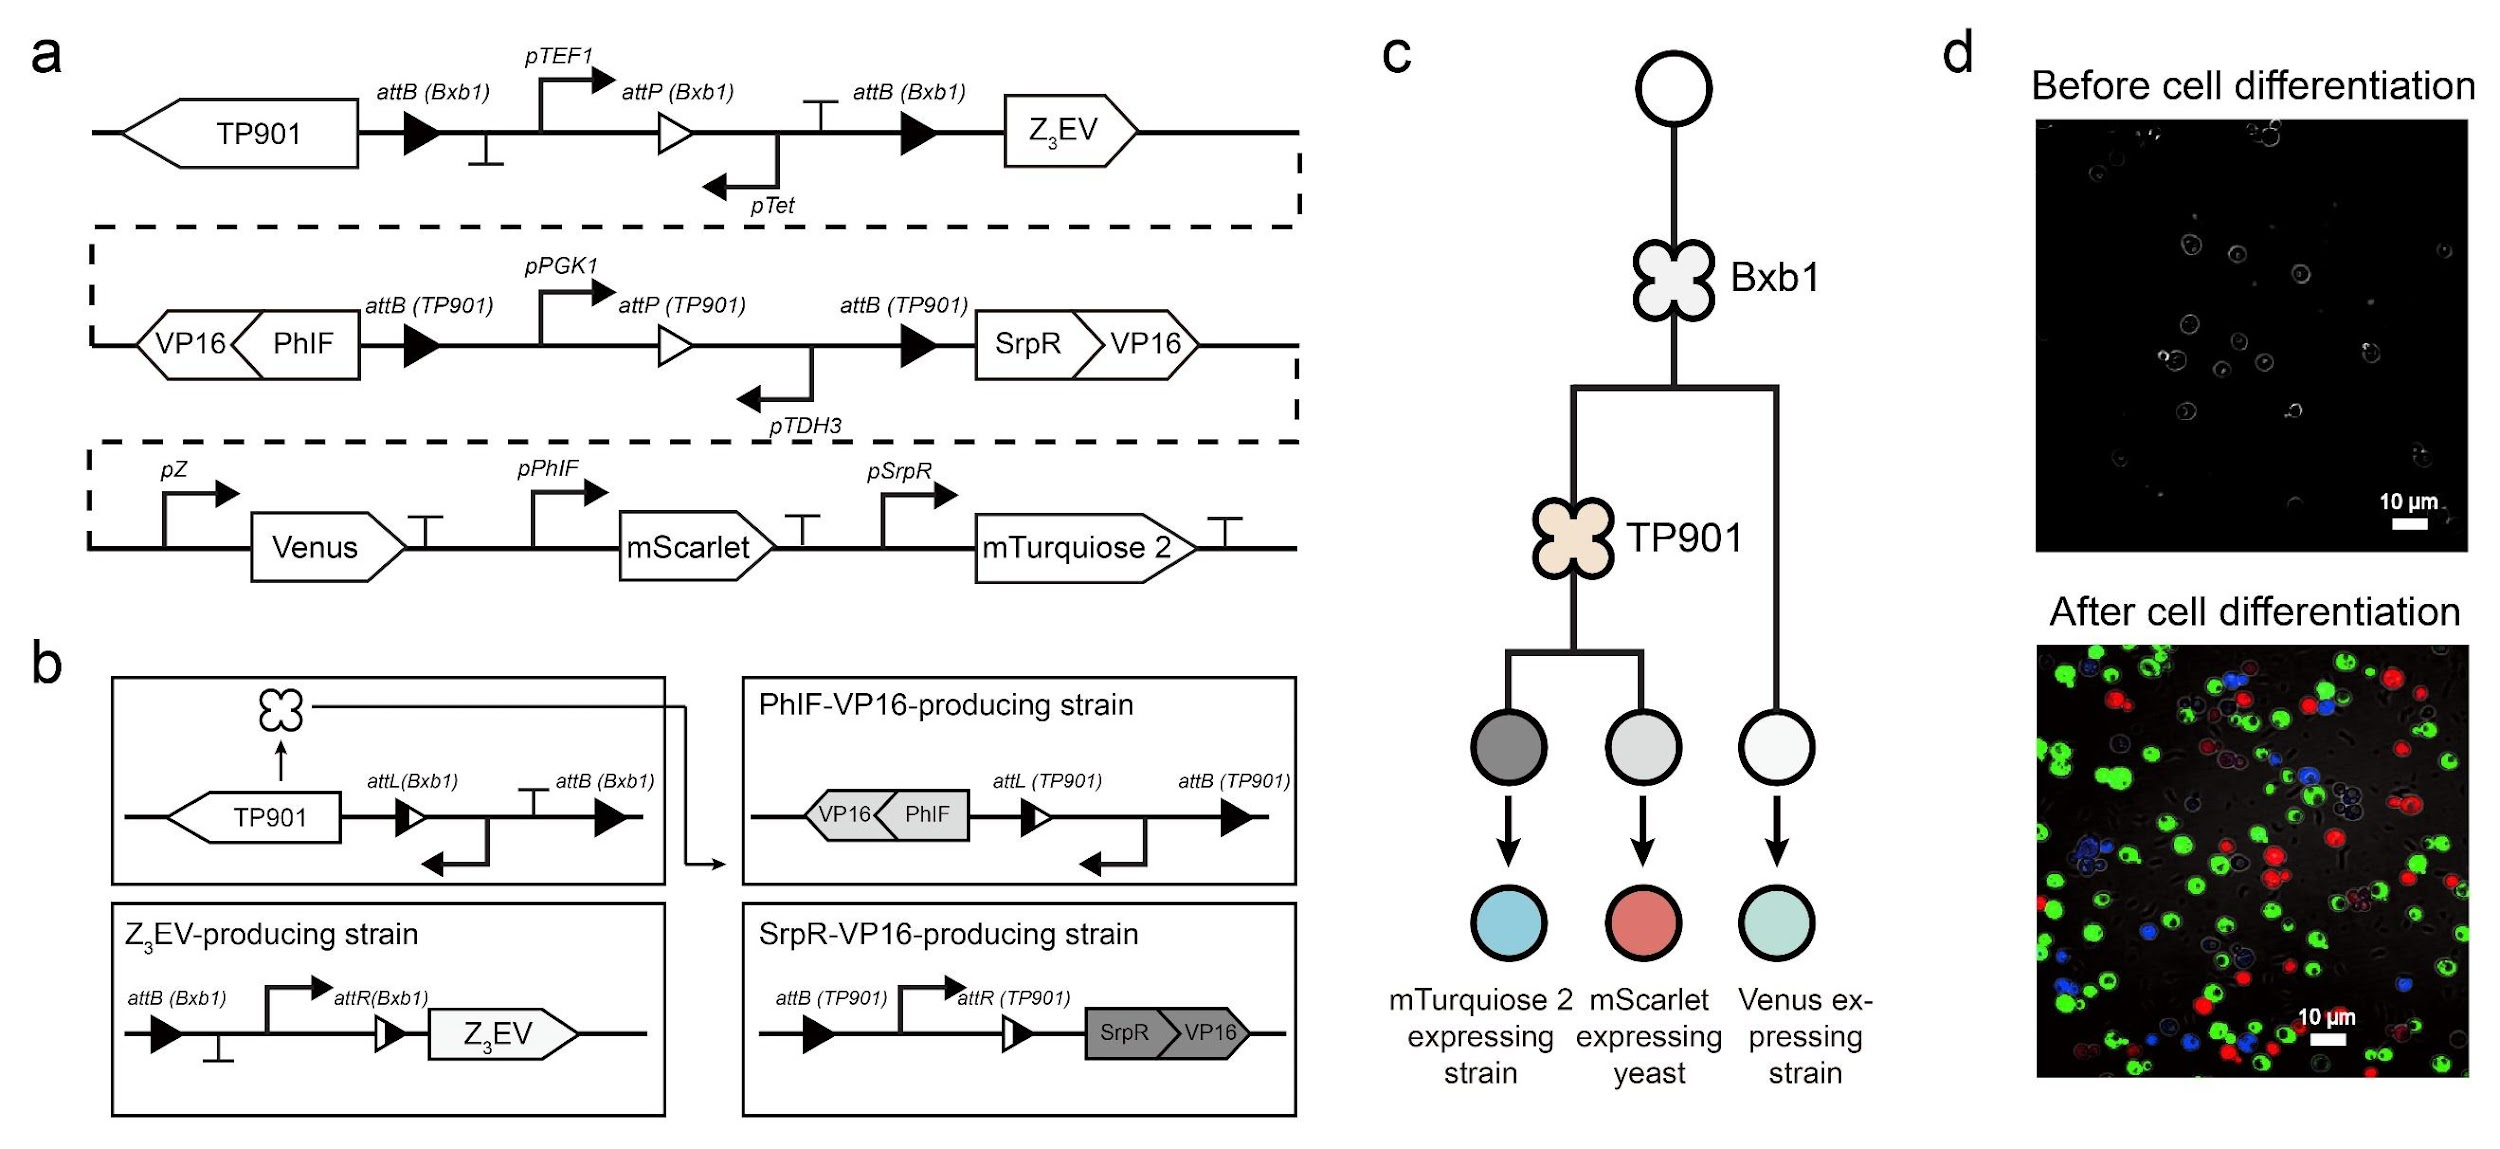 a
pTEF1
attB (Bxb1)
attP (Bxb1)
attB (Bxb1)
TP901
Z3EV
pTet
pPGK1
attB (TP901)
attP (TP901)
attB (TP901)
VP16
PhIF
SrpR
VP16
pTDH3
pZ
pPhIF
pSrpR
Venus
mScarlet
mTurquiose 2
b
attL(Bxb1)
attB (Bxb1)
TP901
PhIF-VP16-producing strain
attL (TP901)
attB (TP901)
VP16
PhIF
Z3EV-producing strain
attB (Bxb1)
attR(Bxb1)
Z3EV
SrpR-VP16-producing strain
attB (TP901)
attR (TP901)
SrpR
VP16
c
Bxb1
TP901
mTurquiose 2
expressing
strain
mScarlet
expressing
yeast
Venus ex-
pressing
strain
d
Before cell differentiation
10 µm
After cell differentiation
10 µm